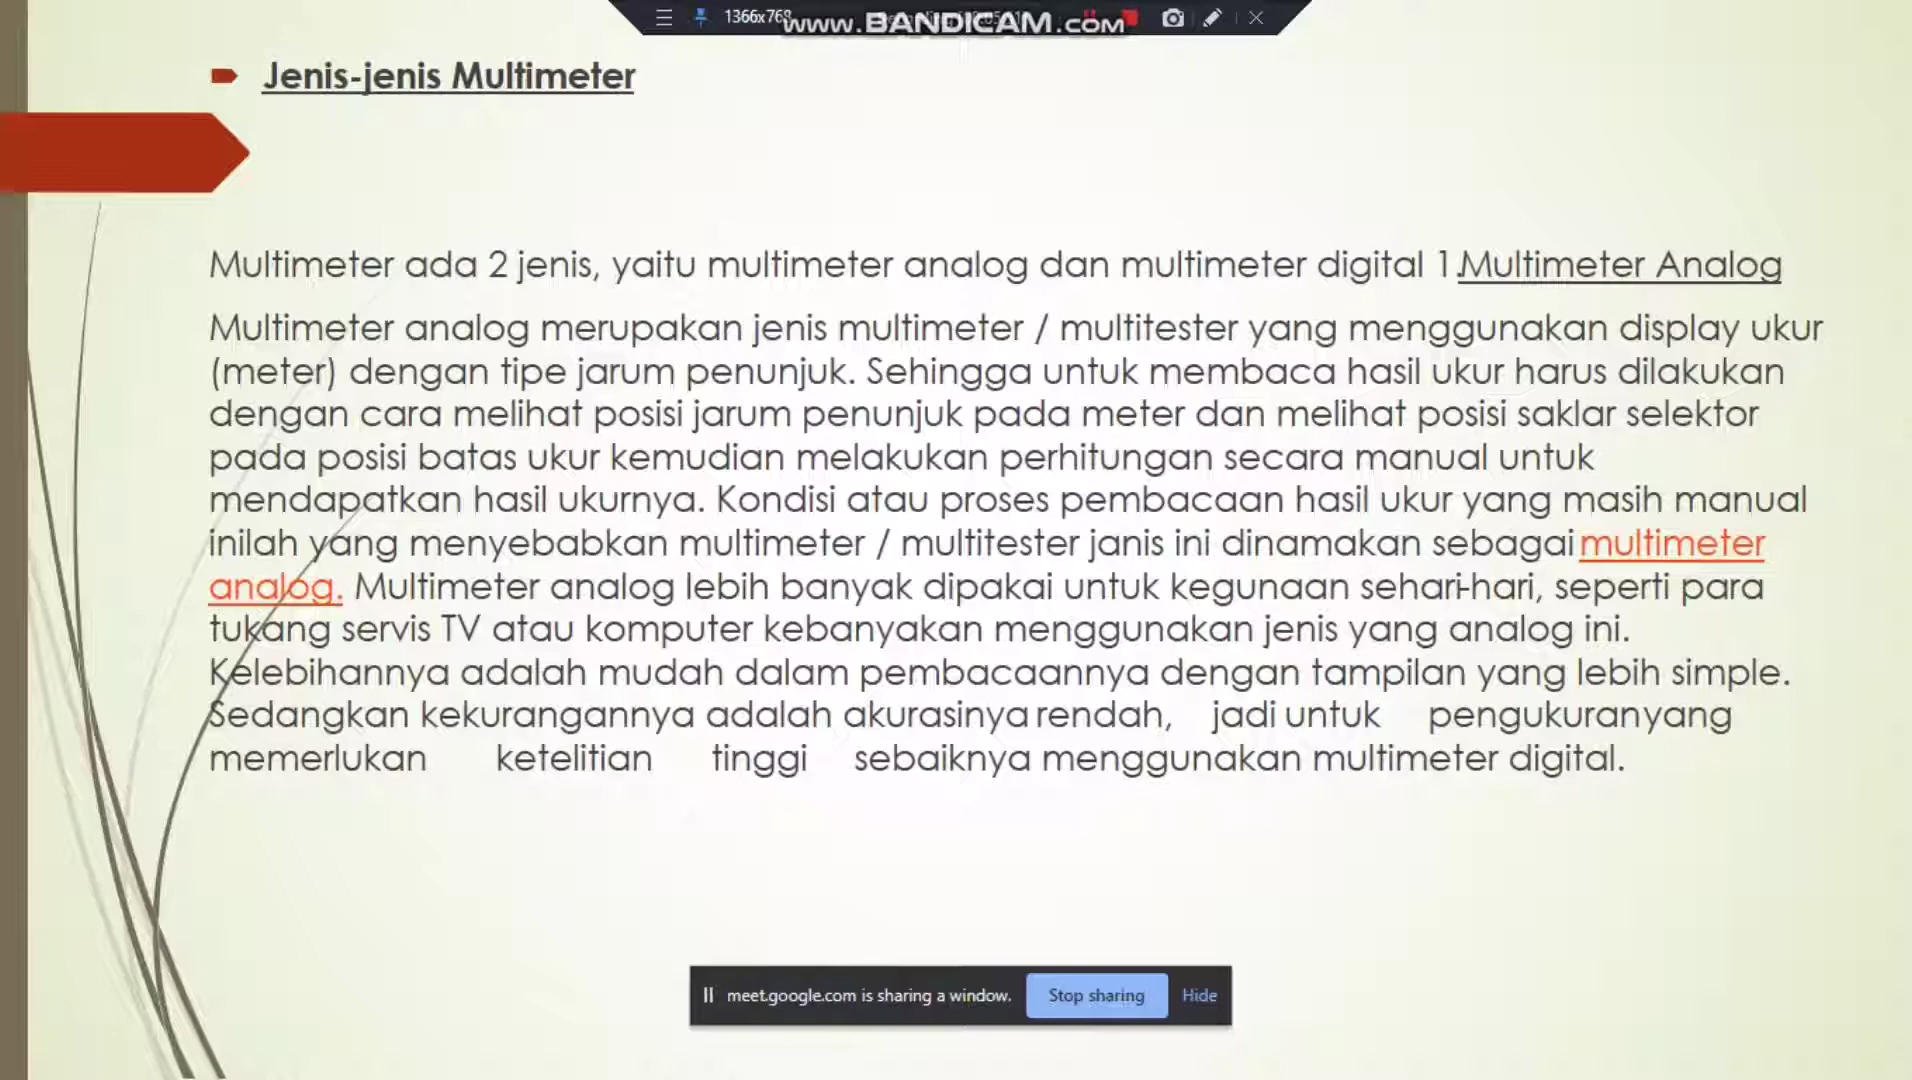 1366x768
www.BANDICAM.com
Jenis-jenis Multimeter
Multimeter ada 2 jenis, yaitu multimeter analog dan multimeter digital 1.Multimeter Analog
Multimeter analog merupakan jenis multimeter / multitester yang menggunakan display ukur
(meter) dengan tipe jarum penunjuk. Sehingga untuk membaca hasil ukur harus dilakukan
dengan cara melihat posisi jarum penunjuk pada meter dan melihat posisi saklar selektor
pada posisi batas ukur kemudian melakukan perhitungan secara manual untuk
mendapatkan hasil ukurnya. Kondisi atau proses pembacaan hasil ukur yang masih manual
inilah yang menyebabkan multimeter / multitester janis ini dinamakan sebagai multimeter
analog. Multimeter analog lebih banyak dipakai untuk kegunaan sehari-hari, seperti para
tukang servis TV atau komputer kebanyakan menggunakan jenis yang analog ini.
Kelebihannya adalah mudah dalam pembacaannya dengan tampilan yang lebih simple.
Sedangkan kekurangannya adalah akurasinya rendah, jadi untuk pengukuranyang
memerlukan ketelitian tinggi sebaiknya menggunakan multimeter digital.
meet.google.com is sharing a window. Stop sharing Hide